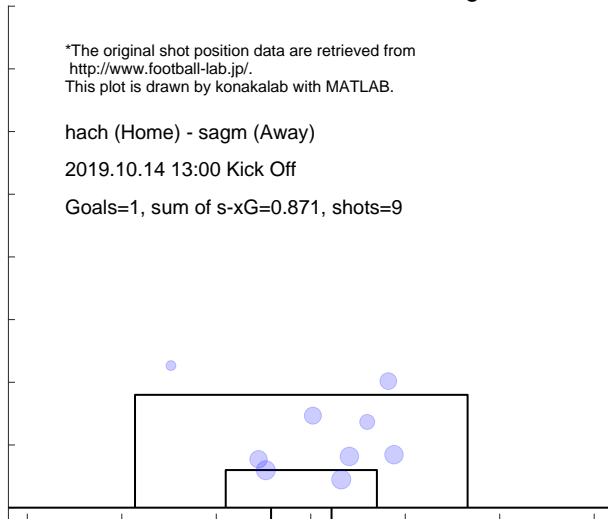 *The original shot position data are retrieved from
http://www.football-lab.jp/.
This plot is drawn by konakalab with MATLAB.
hach (Home) - sagm (Away)
2019.10.14 13:00 Kick Off
Goals=1, sum of s-xG=0.871, shots=9